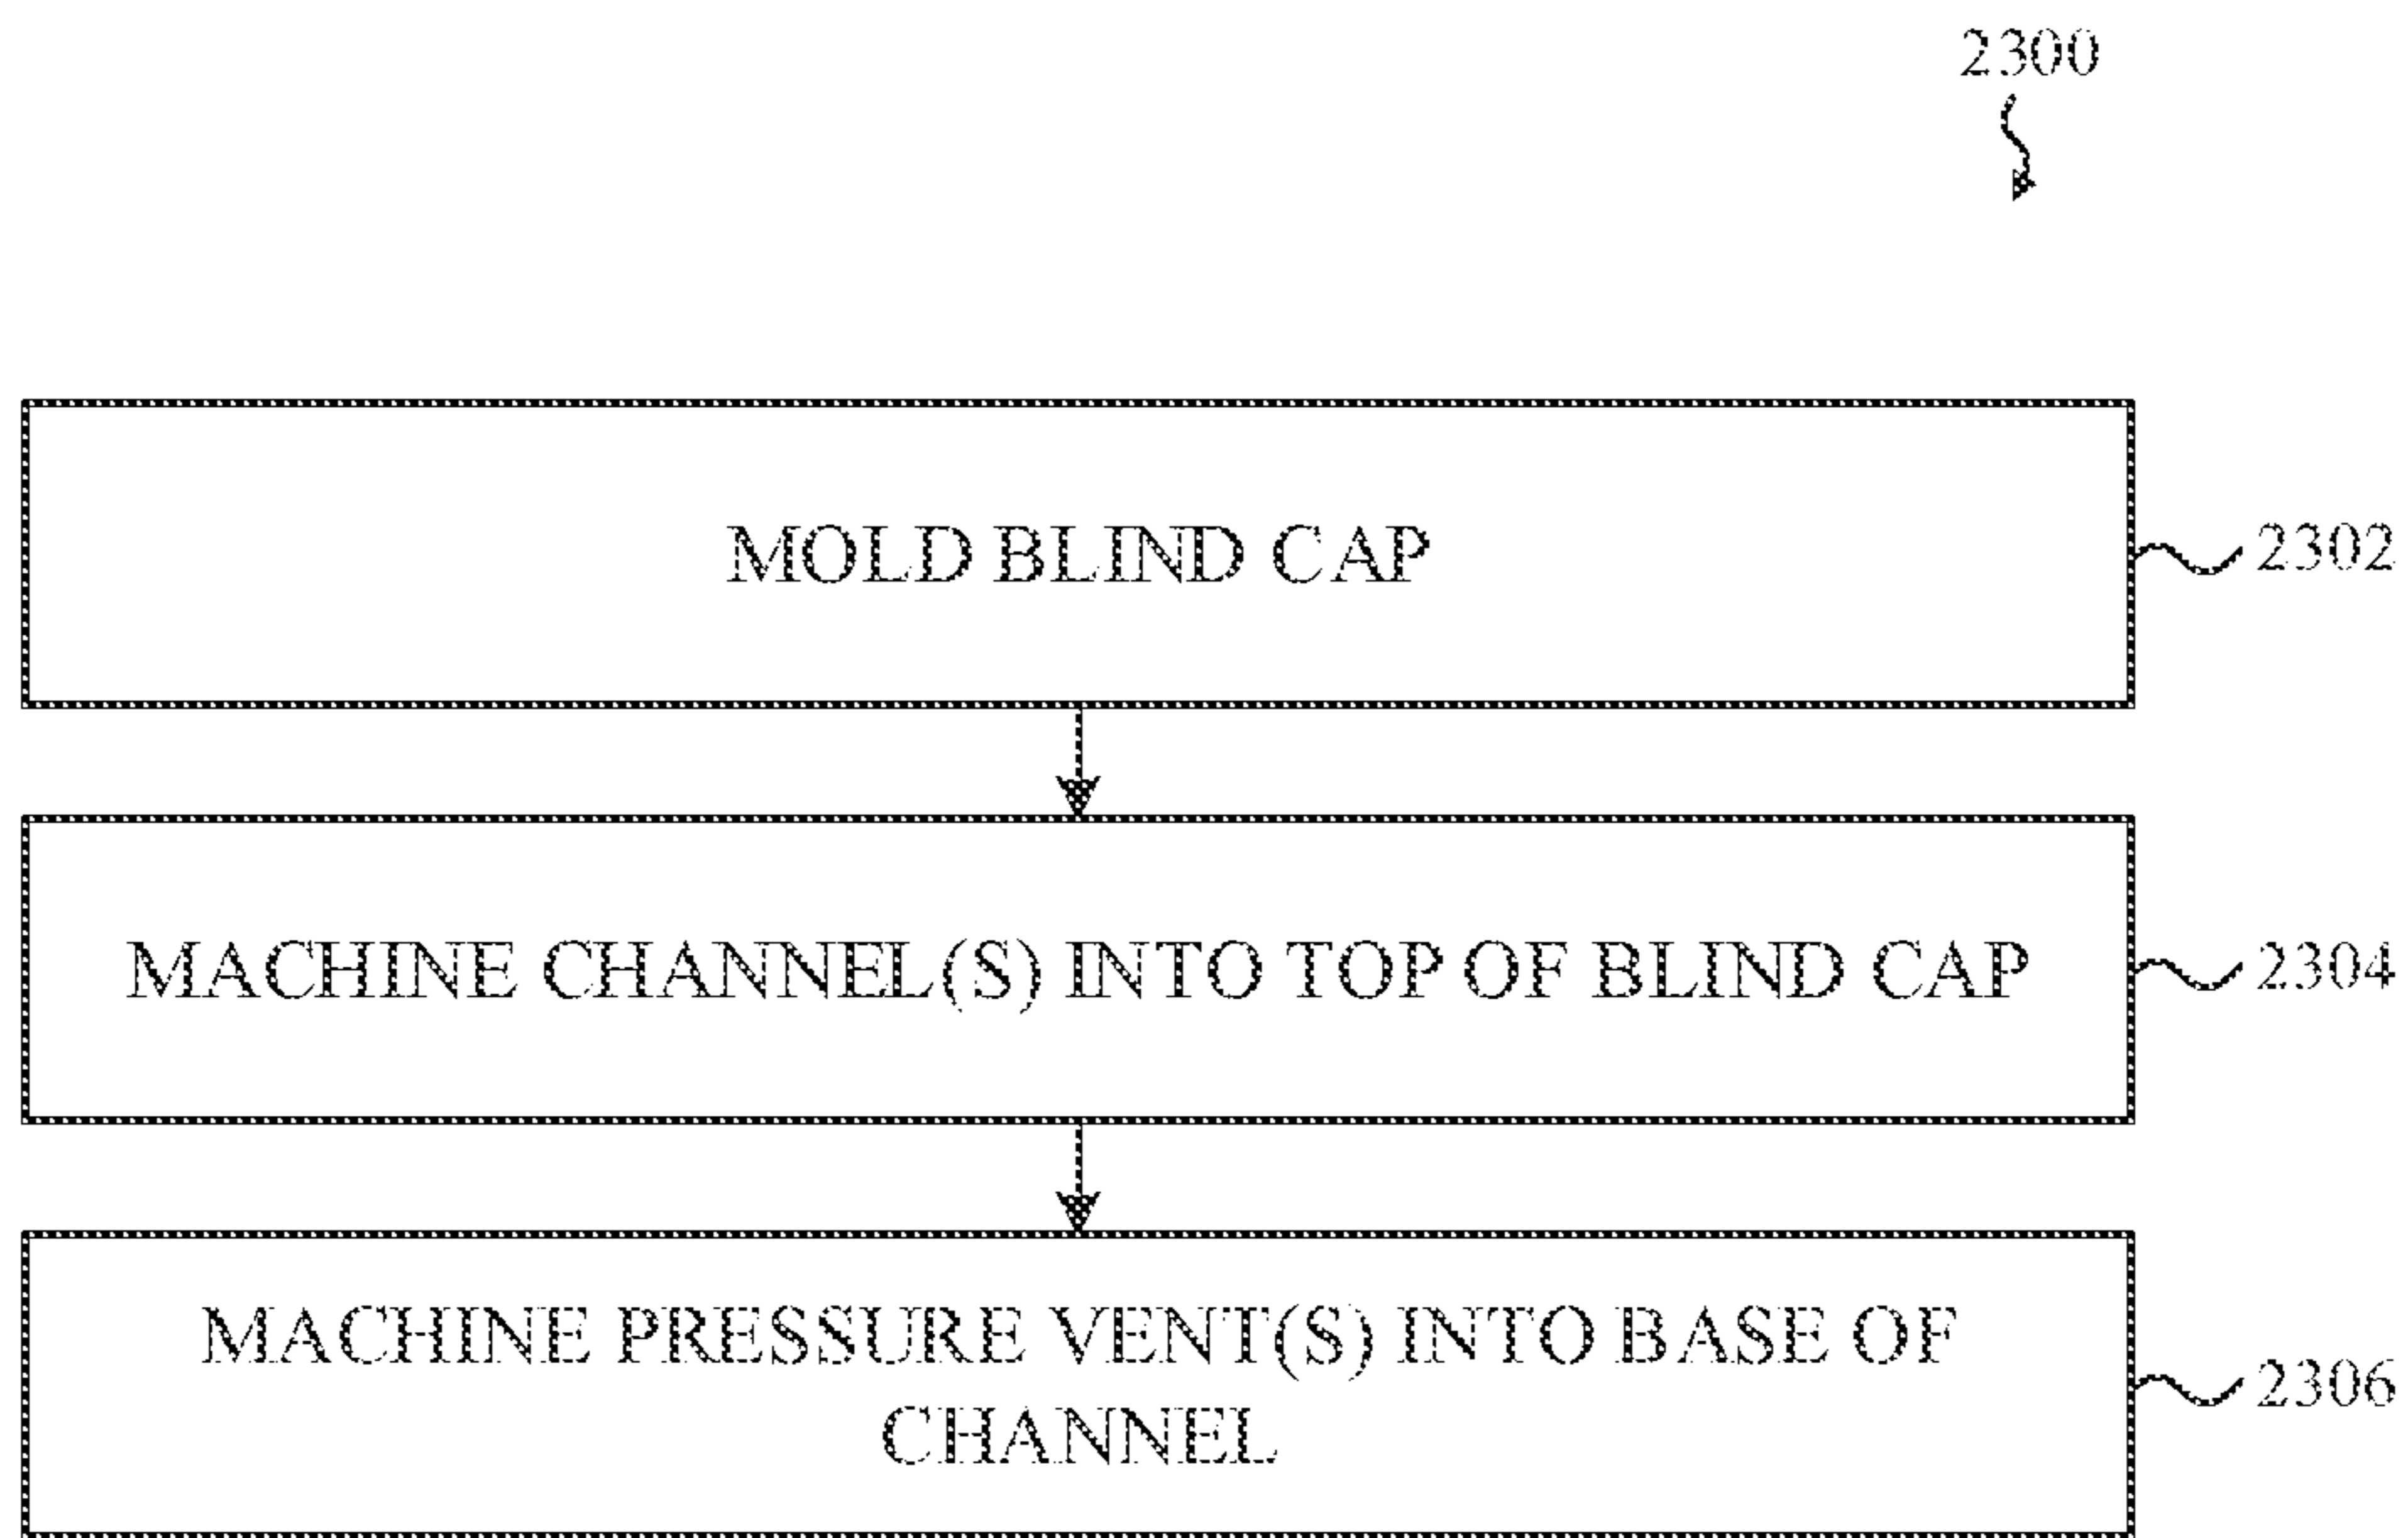 2300
MOLD BLIND CAP
2302
MACHINE CHANNEL(S) INTO TOP OF BLIND CAP
2304
MACHINE PRESSURE VENT(S) INTO BASE OF
CHANNEL
2306